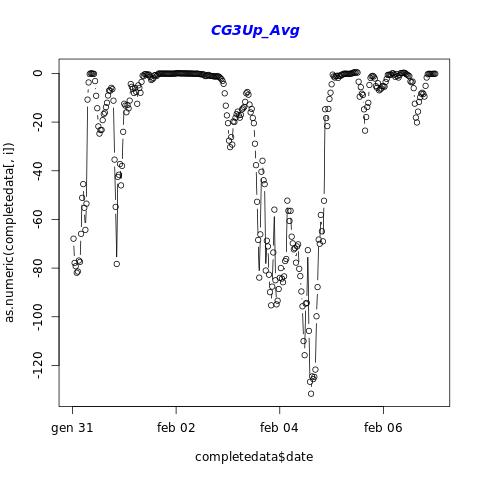 CG3Up_Avg
as.numeric(completedata[, i])
0
-20
-40
-60
-80
-100
-120
gen 31
feb 02
feb 04
feb 06
completedata$date